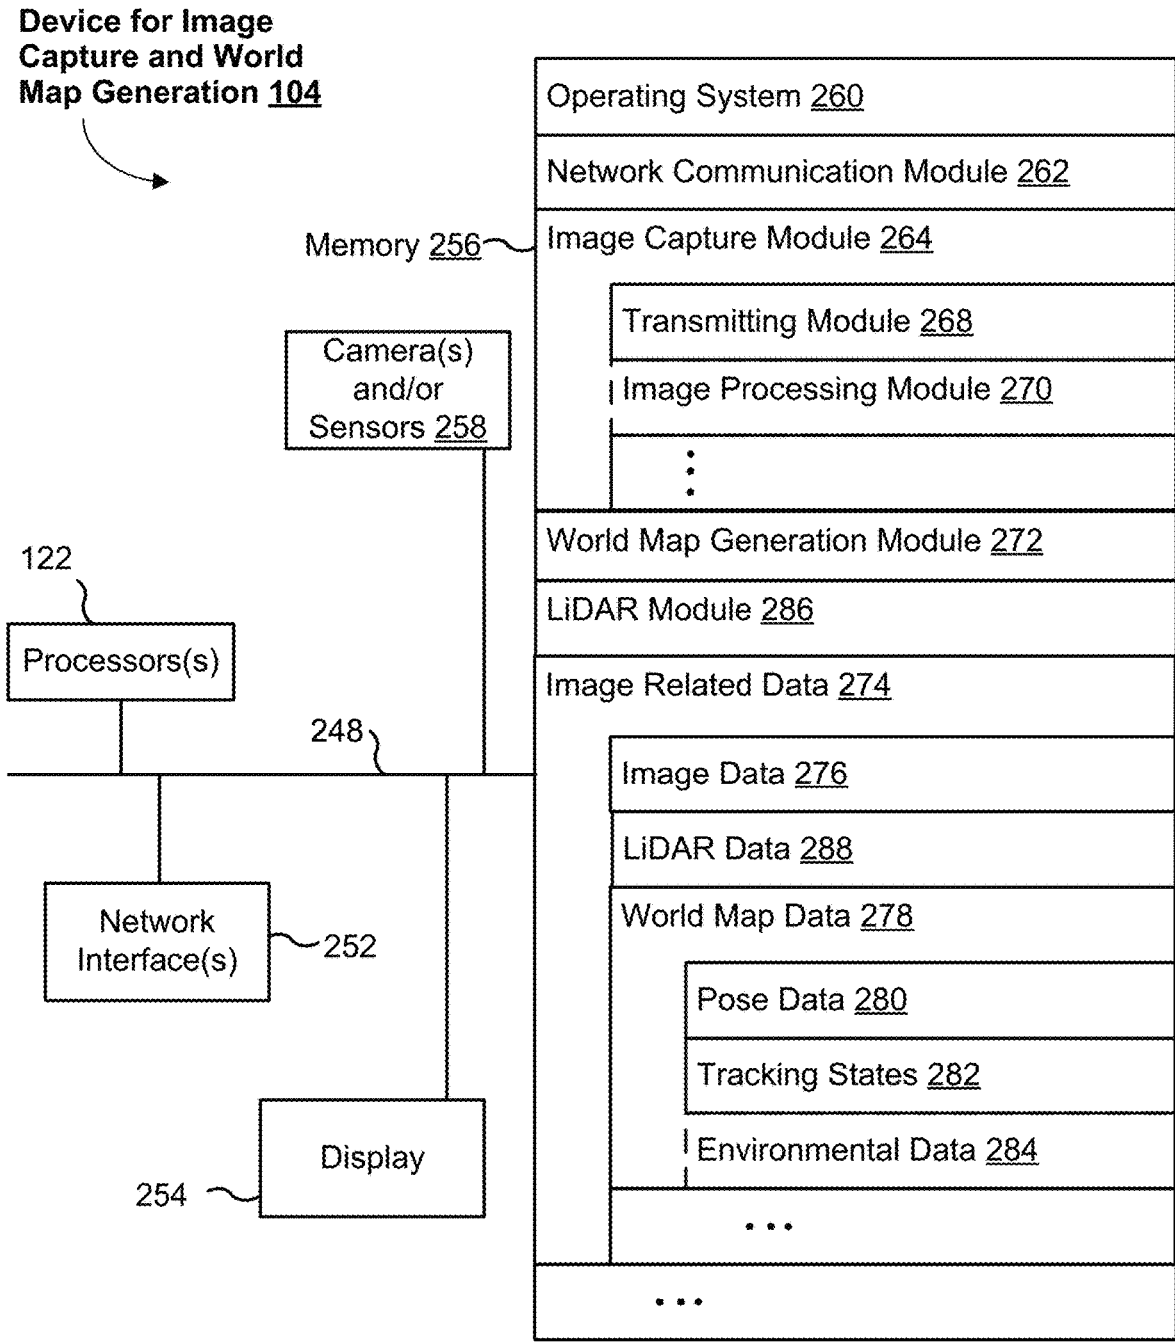 Device for Image
Capture and World
Map Generation 104
Operating System 260
Network Communication Module 262
Memory 256
Image Capture Module 264
Transmitting Module 268
Camera(s)
and/or
Sensors 258
Image Processing Module 270
World Map Generation Module 272
122
LiDAR Module 286
Processors(s)
Image Related Data 274
248
Image Data 276
LiDAR Data 288
Network
Interface(s)
252
World Map Data 278
Pose Data 280
Tracking States 282
Display
254
Environmental Data 284